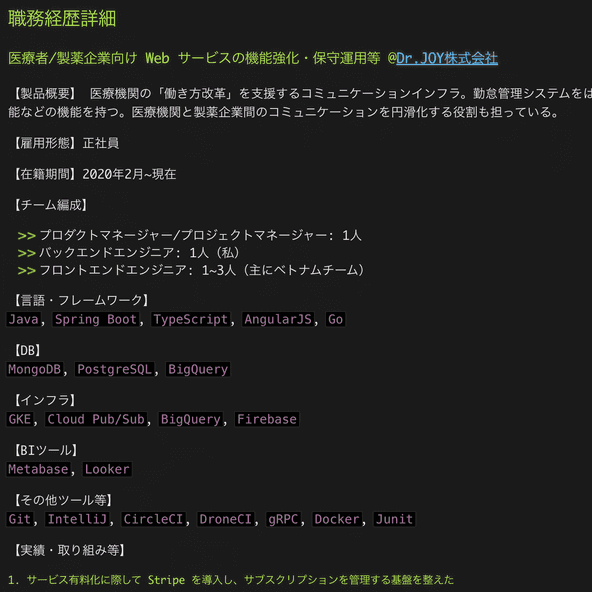 職務経歴詳細
医療者/製薬企業向け Web サービスの機能強化・保守運用等 @Dr.JOY株式会社
【製品概要】 医療機関の「働き方改革」を支援するコミュニケーションインフラ。勤怠管理システムをは
能などの機能を持つ。医療機関と製薬企業間のコミュニケーションを円滑化する役割も担っている。
【雇用形態】正社員
【在籍期間】2020年2月~現在
【チーム編成】
>> プロダクトマネージャー/プロジェクトマネージャー: 1人
>> バックエンドエンジニア: 1人（私）
>> フロントエンドエンジニア: 1~3人（主にベトナムチーム）
【言語・フレームワーク】
Java, Spring Boot, TypeScript, AngularJS, Go
【DB】
MongoDB, PostgreSQL, BigQuery
【インフラ】
GKE, Cloud Pub/Sub, BigQuery, Firebase
【BIツール】
Metabase, Looker
【その他ツール等】
Git, IntelliJ, CircleCI, DroneCI, gRPC, Docker, Junit
【実績・取り組み等】
1. サービス有料化に際して Stripe を導入し、サブスクリプションを管理する基盤を整えた